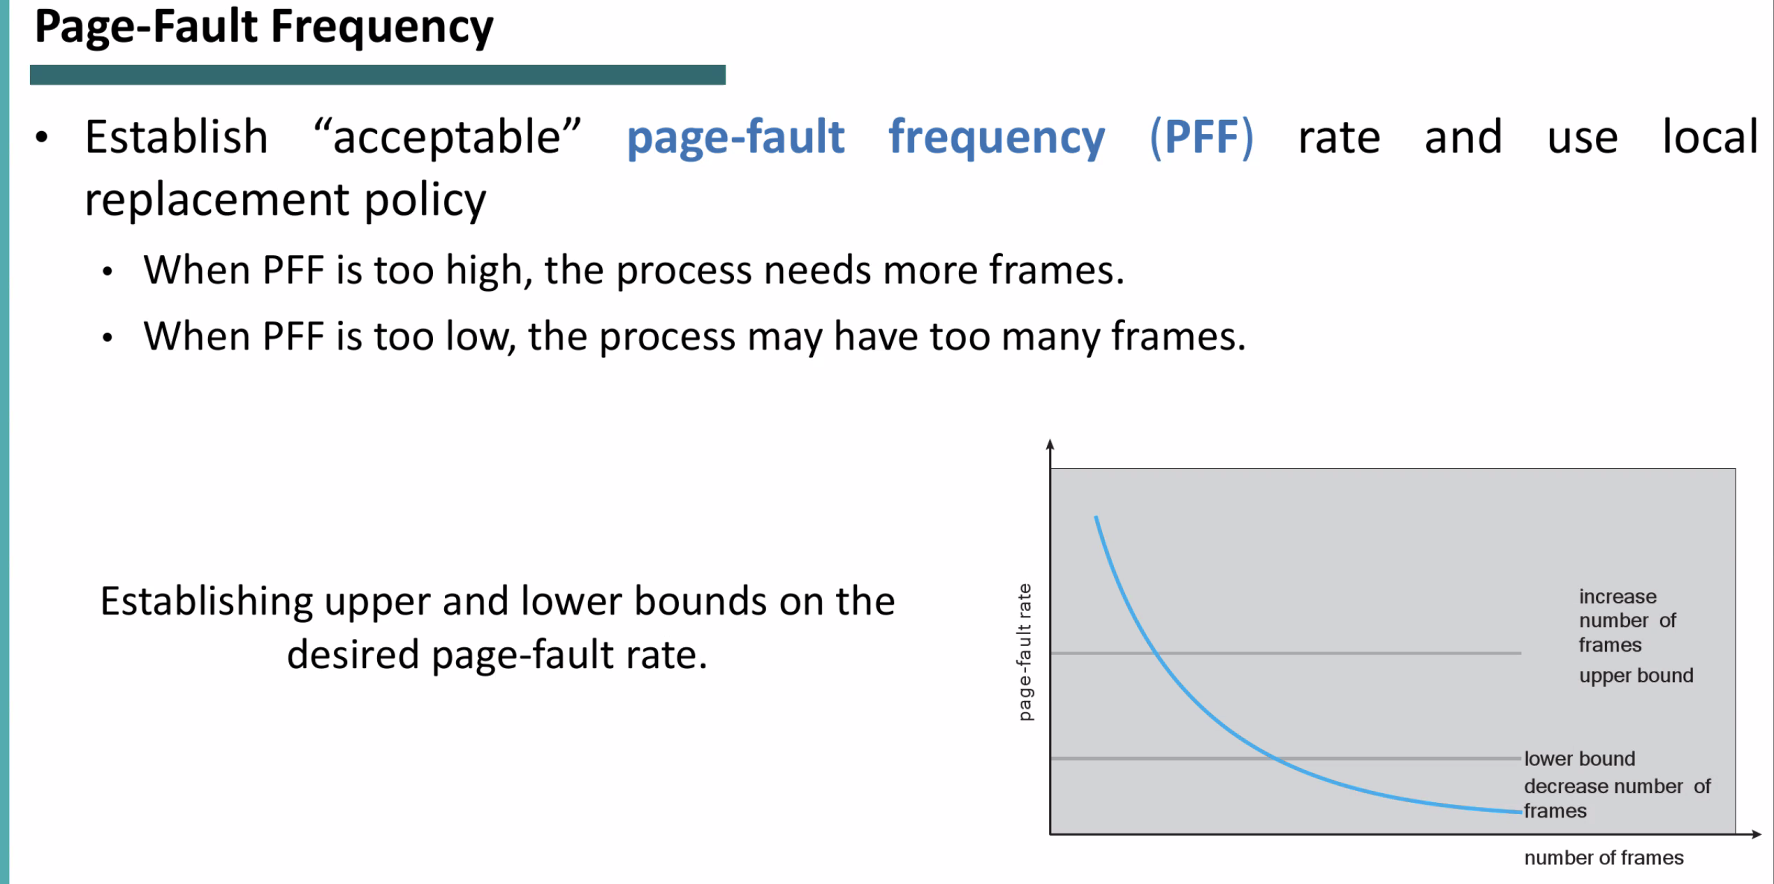 Page-Fault Frequency
• Establish “acceptable” page-fault frequency (PFF) rate and use local
replacement policy
• When PFF is too high, the process needs more frames.
• When PFF is too low, the process may have too many frames.
Establishing upper and lower bounds on the
desired page-fault rate.
page-fault rate
increase
number of
frames
upper bound
lower bound
decrease number of
frames
number of frames